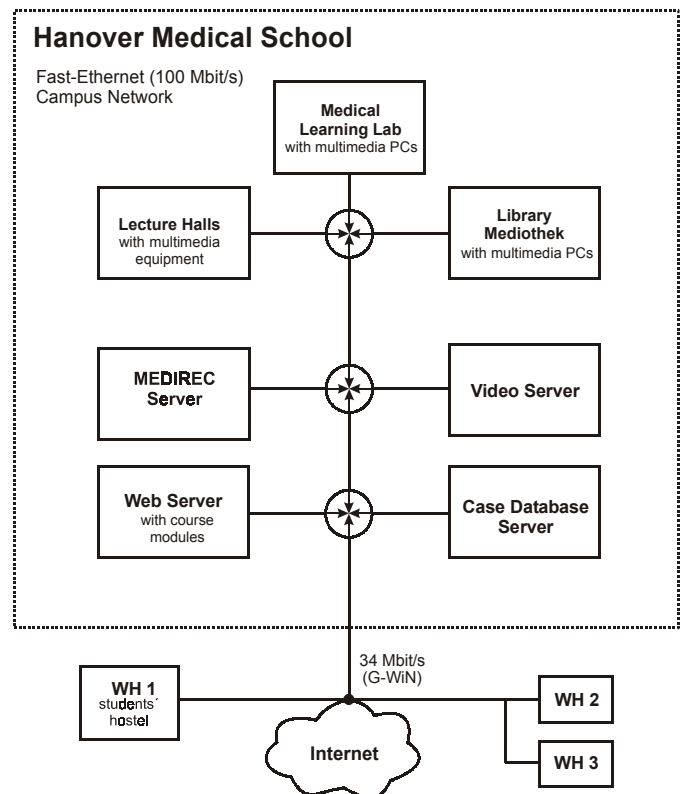 Hanover Medical School
Fast-Ethernet (100 Mbit/s)
Campus Network
Medical
Learning Lab
with multimedia PCs
Lecture Halls
with multimedia
equipment
Library
Mediothek
with multimedia PCs
MEDIREC
Server
Video Server
Web Server
with course
modules
Case Database
Server
34 Mbit/s
(G-WiN)
WH 1
students´
hostel
WH 2
Internet
WH 3